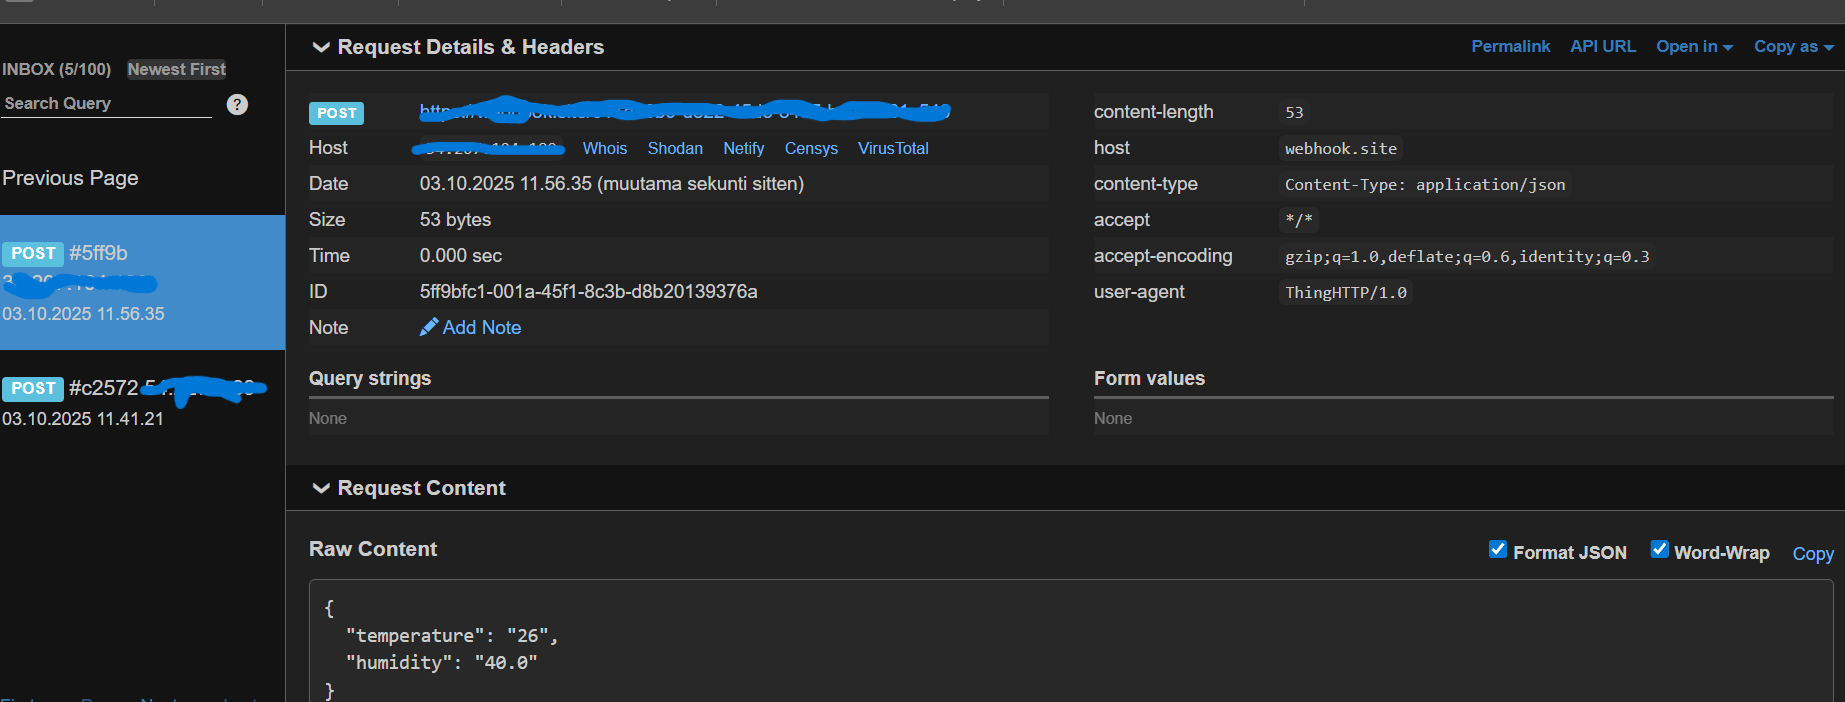 Request Details & Headers
Permalink API URL Open in Copy as
INBOX (5/100) Newest First
Search Query ?
Previous Page
POST #5ff9b
03.10.2025 11.56.35
POST #c2572
03.10.2025 11.41.21
POST
Host Whois Shodan Netify Censys VirusTotal
Date 03.10.2025 11.56.35 (muutama sekunti sitten)
Size 53 bytes
Time 0.000 sec
ID 5ff9bfc1-001a-45f1-8c3b-d8b20139376a
Note Add Note
content-length 53
host webhook.site
content-type Content-Type: application/json
accept */*
accept-encoding gzip;q=1.0,deflate;q=0.6,identity;q=0.3
user-agent ThingHTTP/1.0
Query strings
None
Form values
None
Request Content
Raw Content
Format JSON Word-Wrap Copy
{
"temperature": "26",
"humidity": "40.0"
}